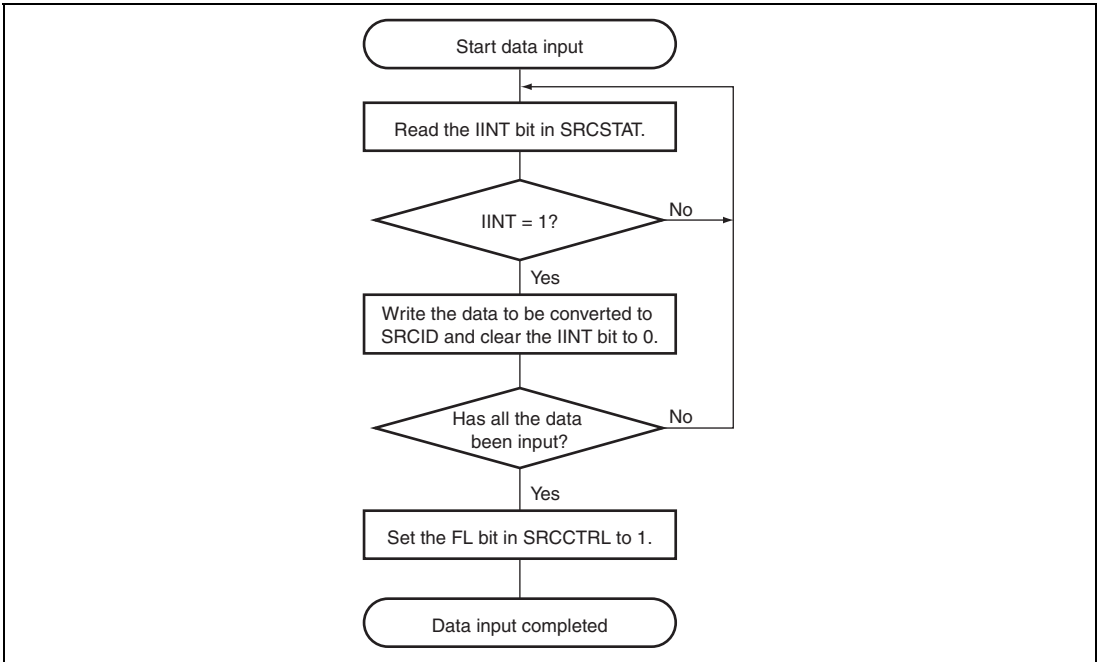 Start data input
Read the IINT bit in SRCSTAT.
IINT = 1?
No
Yes
Write the data to be converted to
SRCID and clear the IINT bit to 0.
Has all the data
been input?
No
Yes
Set the FL bit in SRCCTRL to 1.
Data input completed